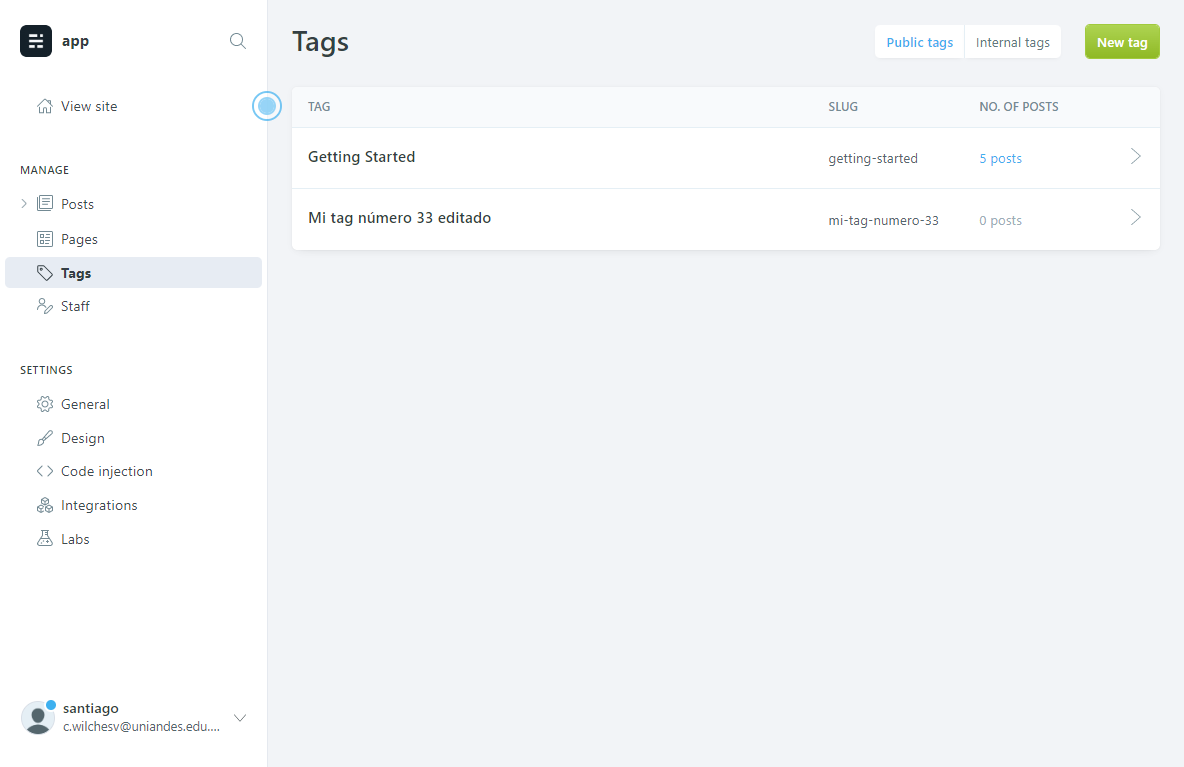 app
View site
MANAGE
Posts
Pages
Tags
Staff
SETTINGS
General
Design
Code injection
Integrations
Labs
santiago
c.wilchesv@uniandes.edu....
Tags
Public tags
Internal tags
New tag
TAG SLUG NO. OF POSTS
Getting Started getting-started 5 posts
Mi tag número 33 editado mi-tag-numero-33 0 posts